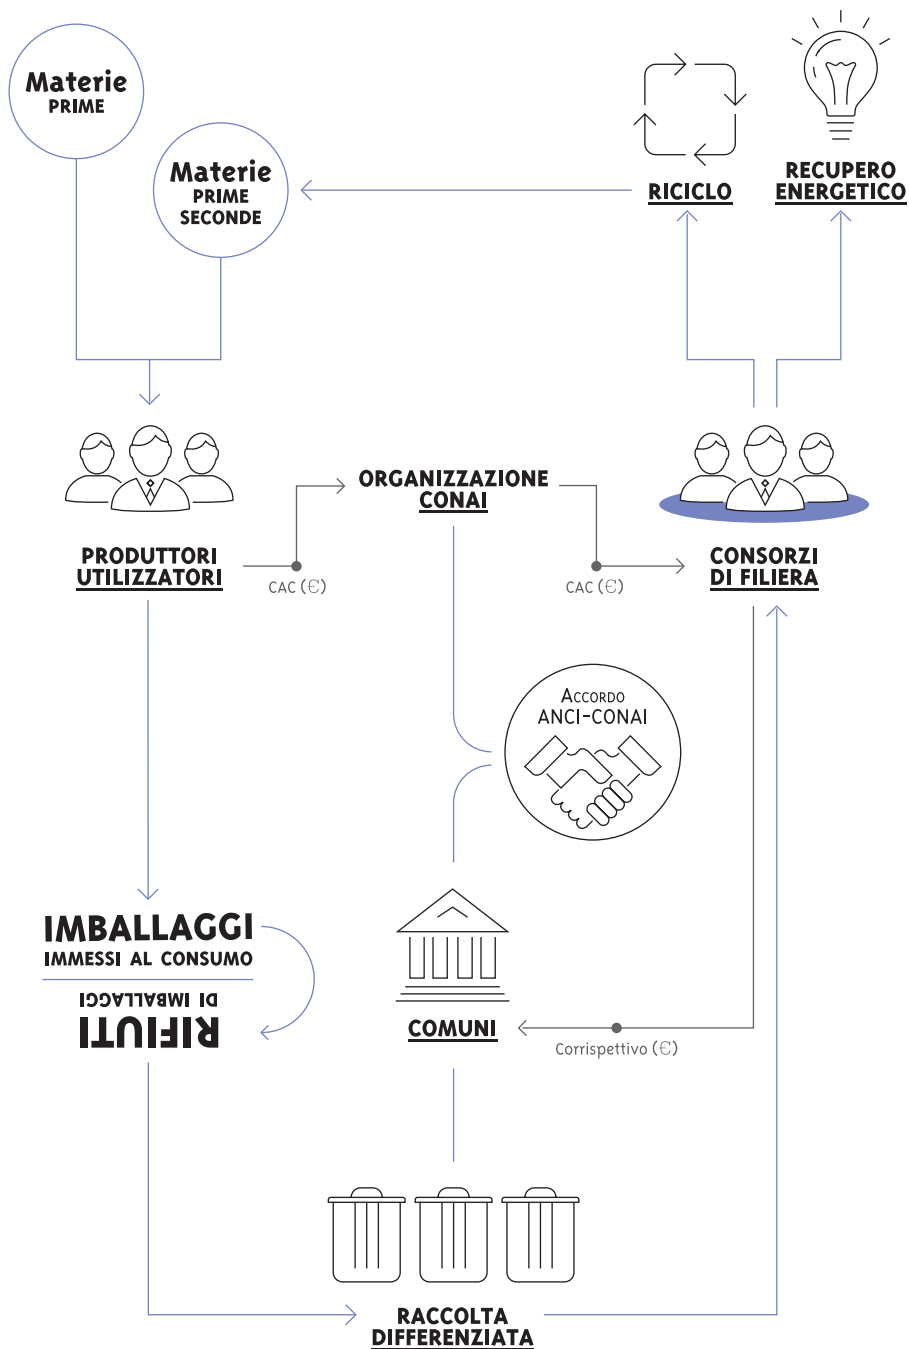 Materie
PRIME
Materie
PRIME
SECONDE
RICICLO
RECUPERO
ENERGETICO
PRODUTTORI
UTILIZZATORI
CAC (€)
ORGANIZZAZIONE
CONAI
CAC (€)
CONSORZI
DI FILIERA
ACCORDO
ANCI-CONAI
IMBALLAGGI
IMMESSI AL CONSUMO
RIFIUTI
DI IMBALLAGGI
COMUNI
Corrispettivo (€)
RACCOLTA
DIFFERENZIATA